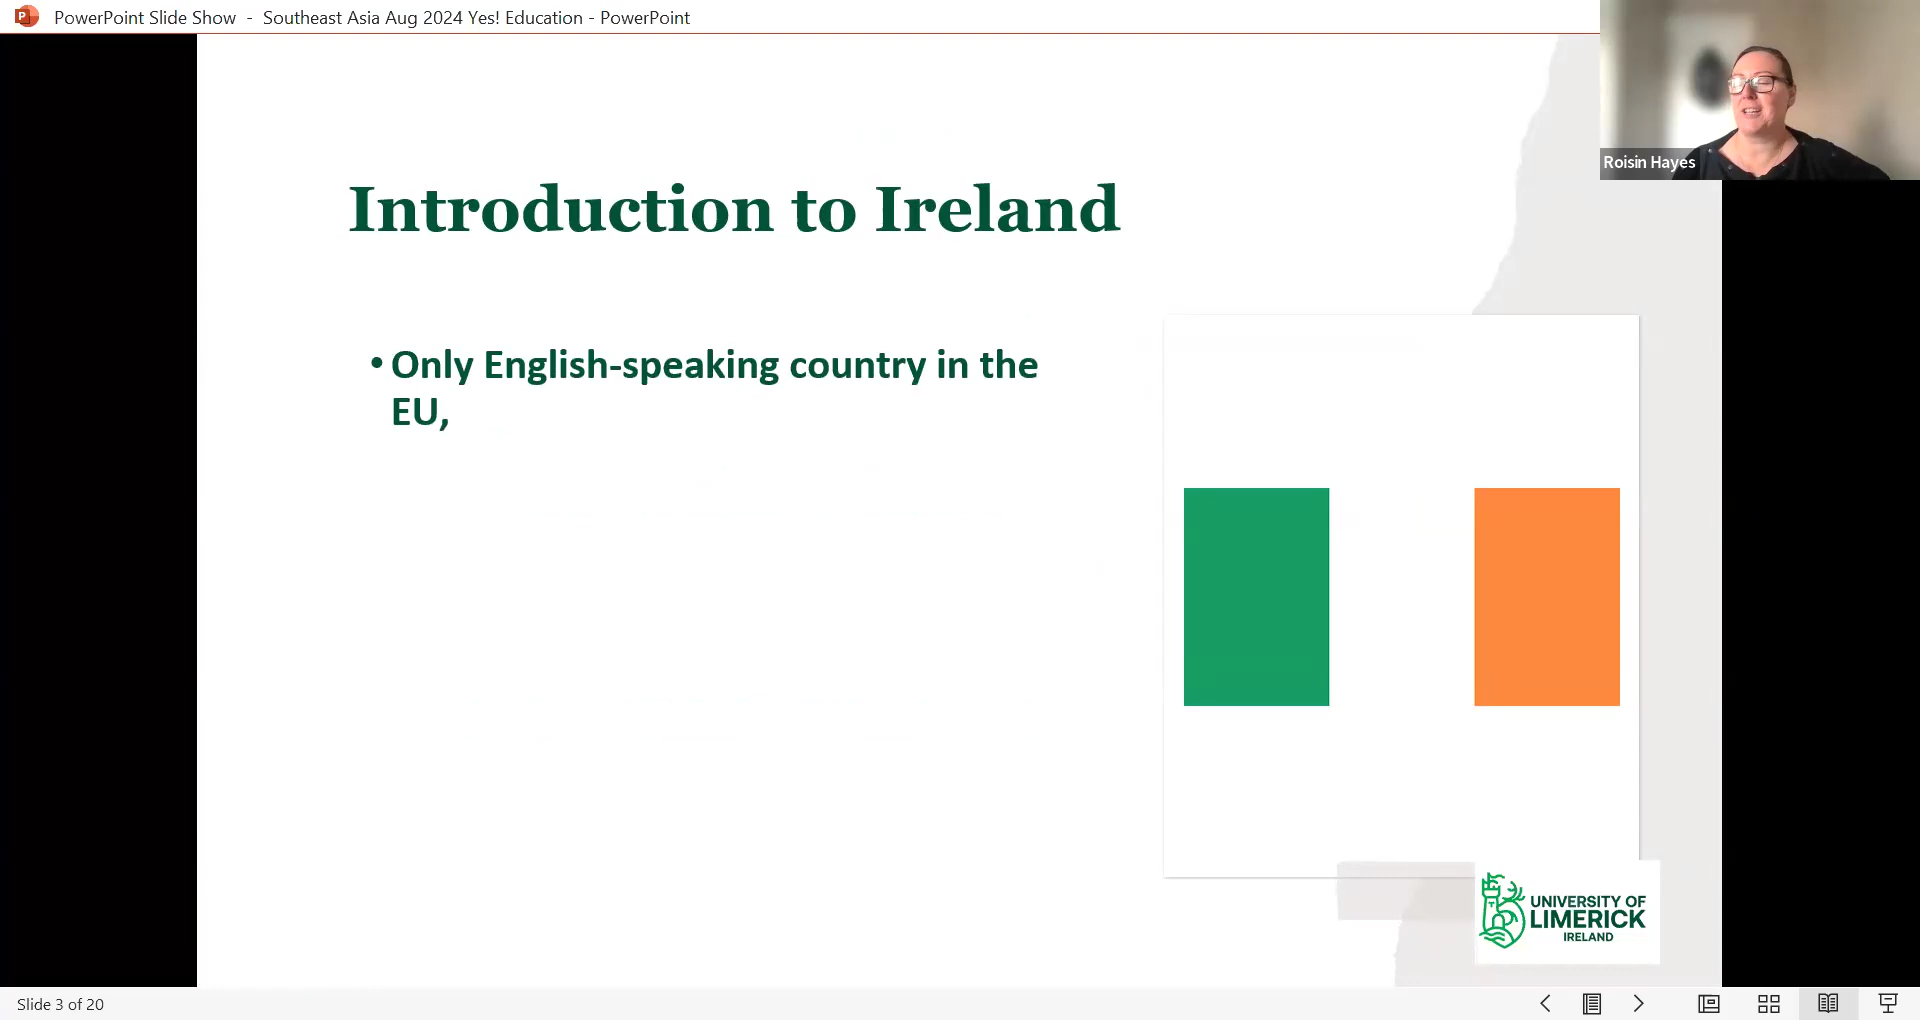 PowerPoint Slide Show - Southeast Asia Aug 2024 Yes! Education - PowerPoint
Roisin Hayes
Introduction to Ireland
• Only English-speaking country in the
EU,
UNIVERSITY OF
LIMERICK
IRELAND
Slide 3 of 20